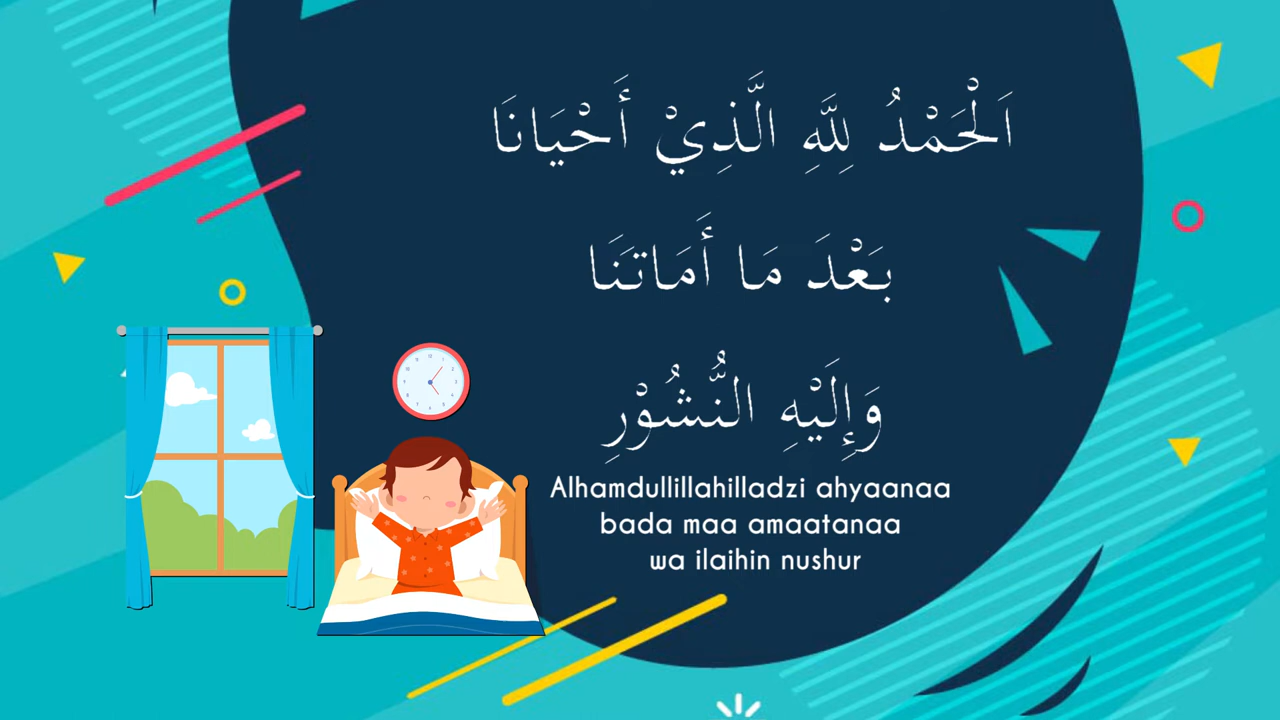 اَلْحَمْدُ لِلَّهِ الَّذِيْ أَحْيَانَا
بَعْدَ مَا أَمَاتَنَا
وَإِلَيْهِ النُّشُوْرِ
Alhamdullillahilladzi ahyaanaa
bada maa amaatanaa
wa ilaihin nushur